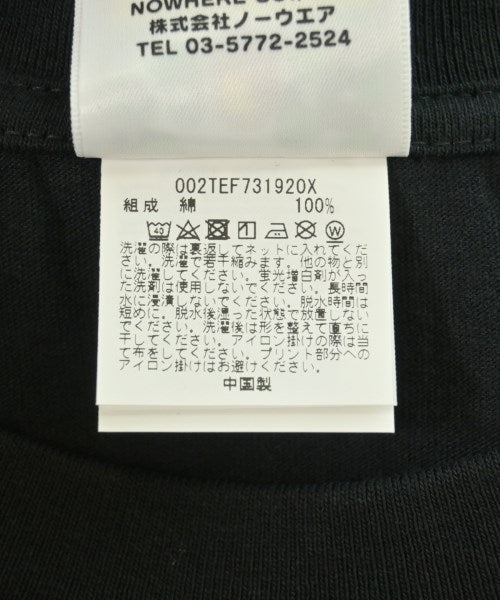 NOWHERE
株式会社ノーウエア
TEL 03-5772-2524
002TEF731920X
組成 綿 100%
40 W
洗濯の際は裏返してネットに入れてくだ
さい。洗濯で若干縮みます。他の物と別
に洗濯してください。蛍光増白剤が入っ
た洗剤は使用しないでください。長時間
水に浸漬しないでください。脱水時間は
短めに。脱水後湿った状態で放置しない
でください。洗濯後は形を整えて直ちに
干してください。アイロン掛けの際は当
て布をしてください。プリント部分への
アイロン掛けはお避けください。
中国製